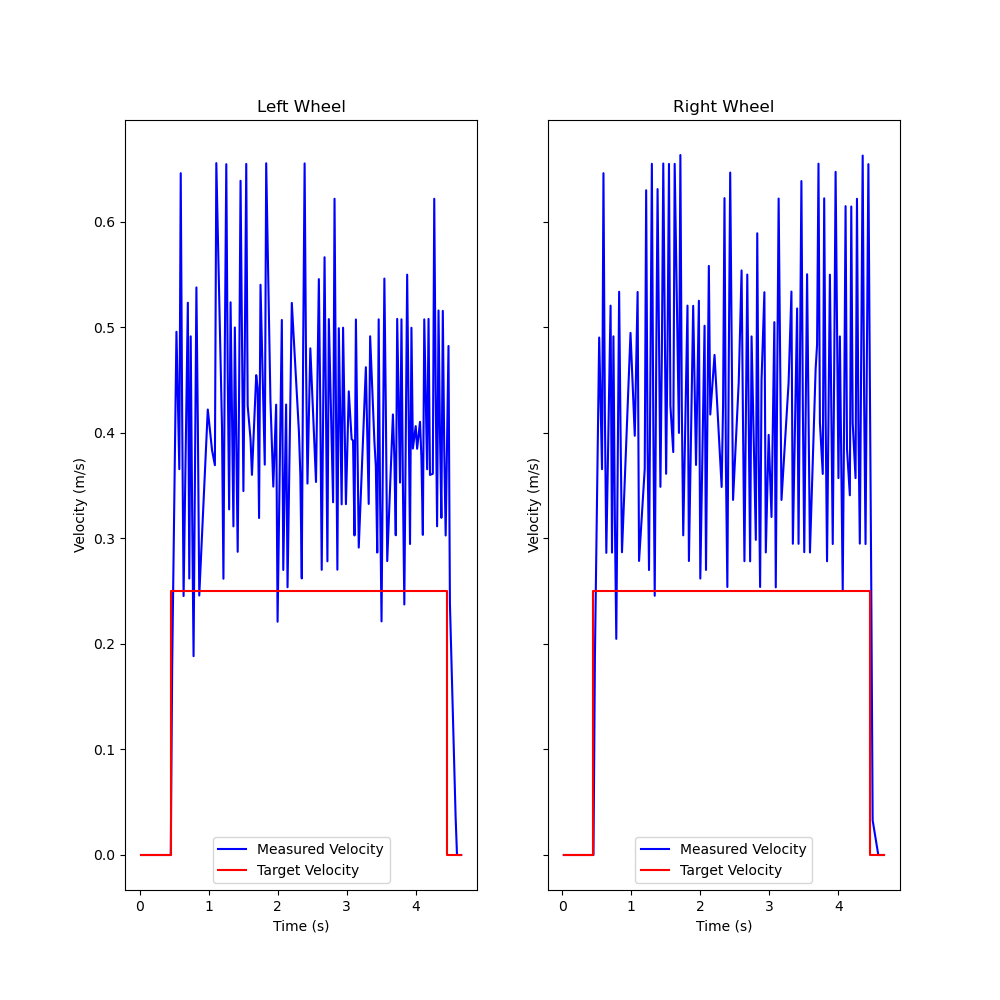 Left Wheel
Right Wheel
Velocity (m/s)
0.6
0.5
0.4
0.3
0.2
0.1
0.0
Measured Velocity
Target Velocity
0 1 2 3 4
Time (s)
Velocity (m/s)
Measured Velocity
Target Velocity
0 1 2 3 4
Time (s)